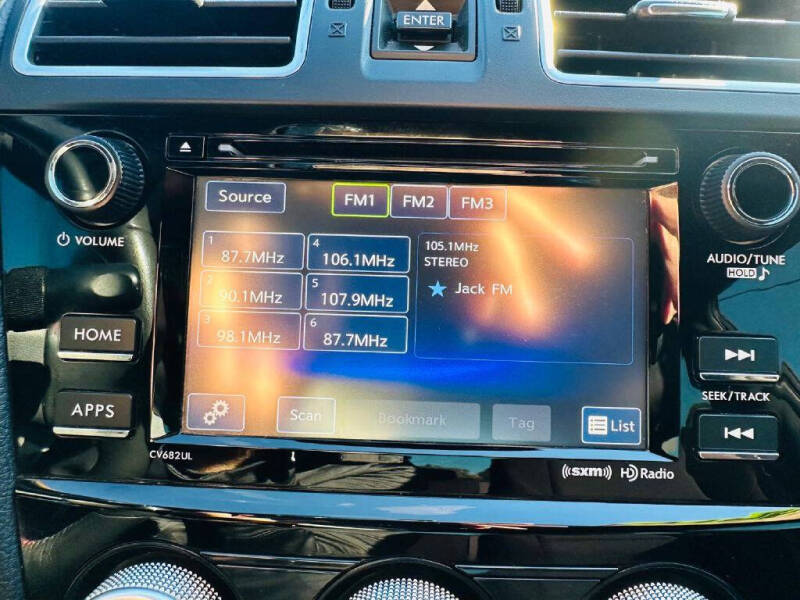 ENTER
VOLUME
HOME
APPS
CV682UL
Source
FM1
FM2
FM3
1 87.7MHz
4 106.1MHz
2 90.1MHz
5 107.9MHz
3 98.1MHz
6 87.7MHz
105.1MHz
STEREO
Jack FM
Scan
Bookmark
Tag
List
AUDIO/TUNE
HOLD
SEEK/TRACK
((sxm))
HD Radio